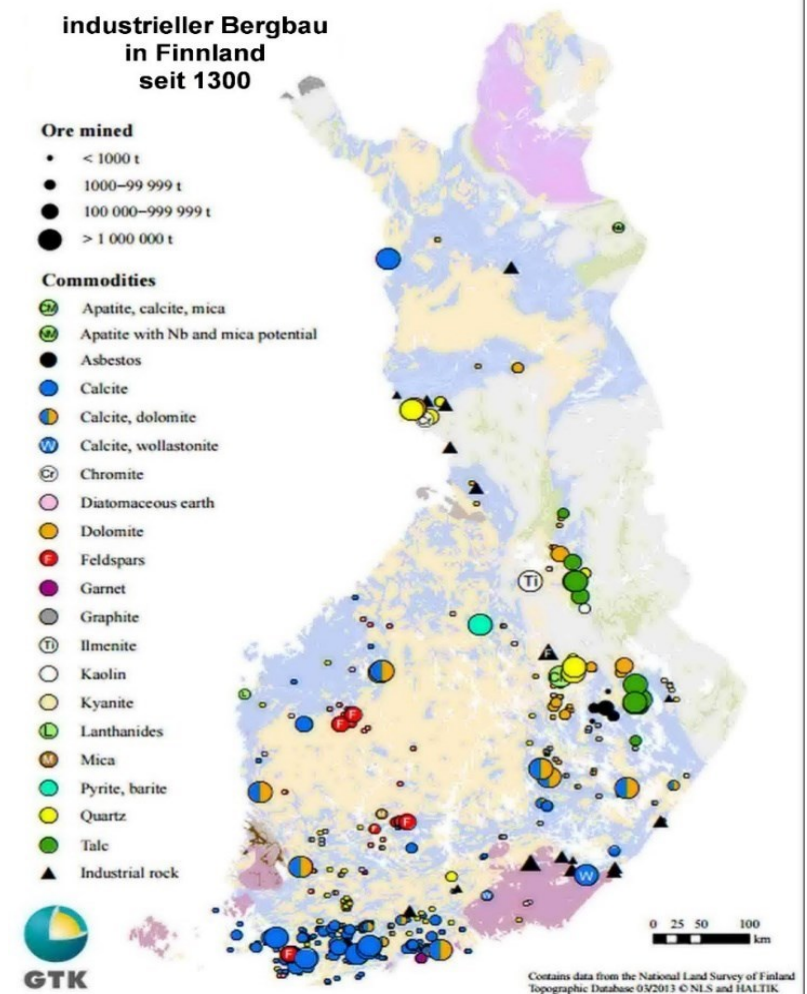 industrieller Bergbau
in Finnland
seit 1300
Ore mined
< 1000 t
1000–99 999 t
100 000–999 999 t
> 1 000 000 t
Commodities
CM Apatite, calcite, mica
NM Apatite with Nb and mica potential
Asbestos
Calcite
Calcite, dolomite
W Calcite, wollastonite
Cr Chromite
Diatomaceous earth
Dolomite
F Feldspars
Garnet
Graphite
Ti Ilmenite
Kaolin
Kyanite
L Lanthanides
M Mica
Pyrite, barite
Quartz
Talc
Industrial rock
Ti
F
F
F
L
F
W
F
0 25 50 100
km
GTK
Contains data from the National Land Survey of Finland
Topographic Database 03/2013 © NLS and HALTIK